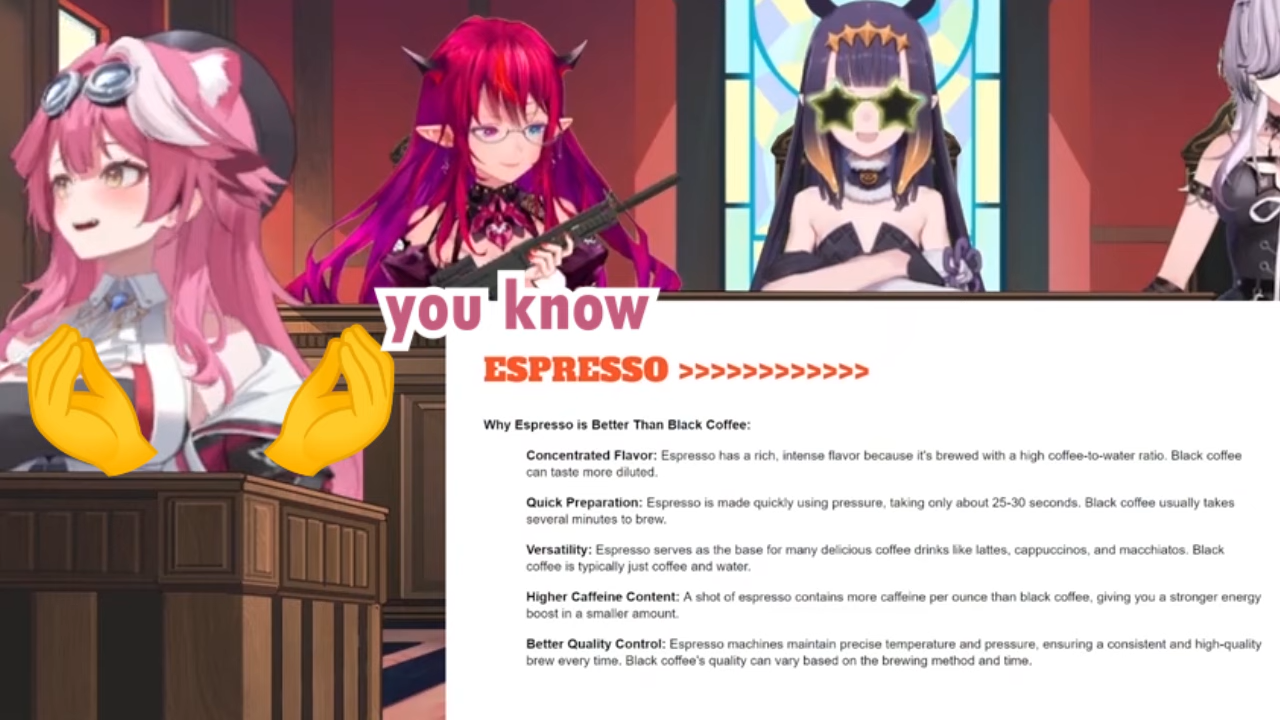 you know
ESPRESSO >>>>>>>>>>>>
Why Espresso is Better Than Black Coffee:
Concentrated Flavor: Espresso has a rich, intense flavor because it's brewed with a high coffee-to-water ratio. Black coffee
can taste more diluted.
Quick Preparation: Espresso is made quickly using pressure, taking only about 25-30 seconds. Black coffee usually takes
several minutes to brew.
Versatility: Espresso serves as the base for many delicious coffee drinks like lattes, cappuccinos, and macchiatos. Black
coffee is typically just coffee and water.
Higher Caffeine Content: A shot of espresso contains more caffeine per ounce than black coffee, giving you a stronger energy
boost in a smaller amount.
Better Quality Control: Espresso machines maintain precise temperature and pressure, ensuring a consistent and high-quality
brew every time. Black coffee's quality can vary based on the brewing method and time.